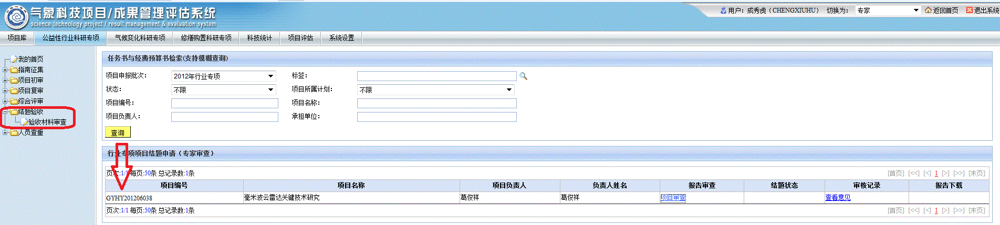 气象科技项目/成果管理评估系统
science technology project / result management & evaluation system
用户：成秀虎（CHENGXIUHU） 切换为： 专家 返回首页 退出系统
项目库 公益性行业科研专项 气候变化科研专项 修缮购置科研专项 科技统计 项目评估 系统设置
我的首页
指南征集
项目初审
项目复审
综合评审
结题验收
验收材料审查
人员查重
任务书与经费预算书检索(支持模糊查询)
项目申报批次： 2012年行业专项 标签：
状态： 不限 项目所属计划： 不限
项目编号： 项目名称：
项目负责人： 承担单位：
查询
行业专项项目结题申请（专家审查）
页次:1/1 每页:50条 总记录数:1条 [首页] [<<] [<] 1 [>] [>>] [末页]
项目编号 项目名称 项目负责人 负责人姓名 报告审查 结题状态 审核记录 报告下载
GYHY201206038 毫米波云雷达关键技术研究 葛俊祥 葛俊祥 项目审查 查看意见
页次:1/1 每页:50条 总记录数:1条 [首页] [<<] [<] 1 [>] [>>] [末页]